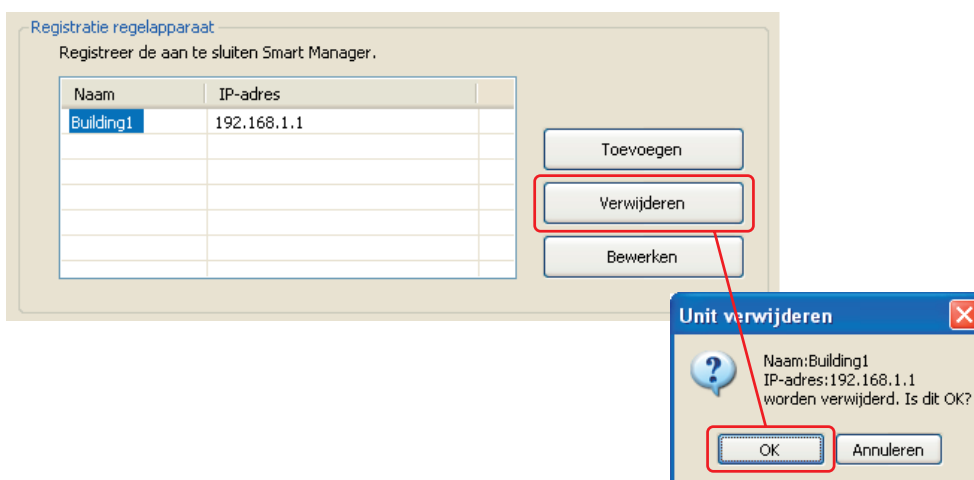 Registratie regelapparaat
Registreer de aan te sluiten Smart Manager.
Naam IP-adres
Building1 192.168.1.1
Toevoegen
Verwijderen
Bewerken
Unit verwijderen
Naam:Building1
IP-adres:192.168.1.1
worden verwijderd. Is dit OK?
OK Annuleren